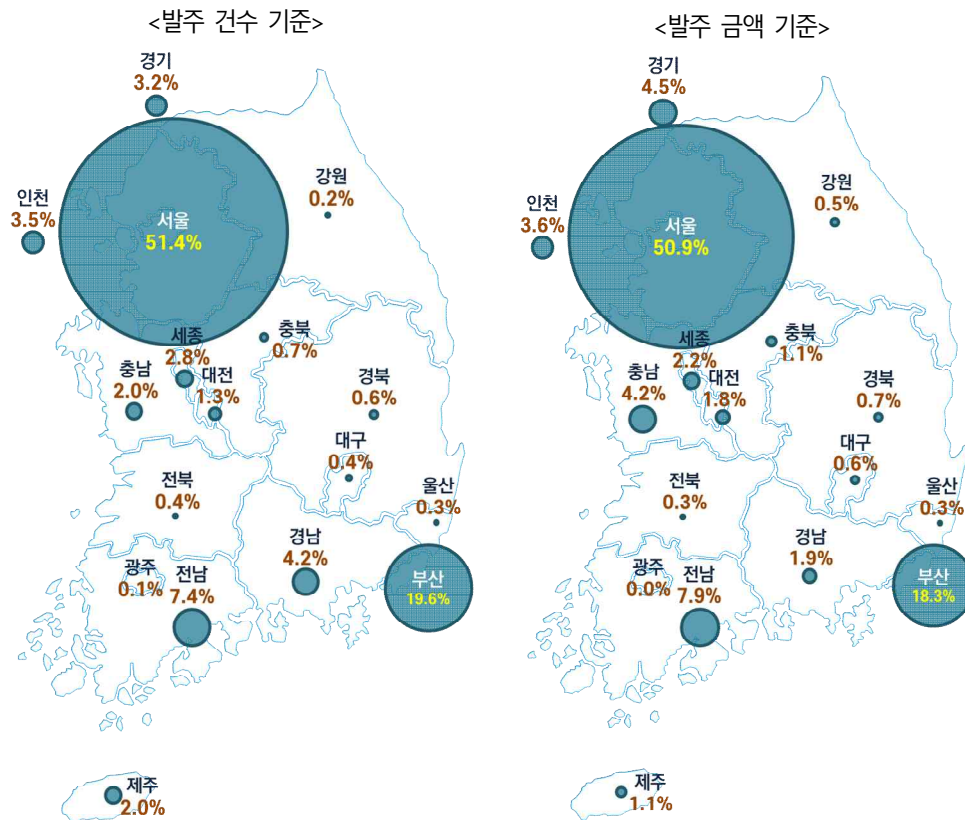 <발주 건수 기준>
경기
3.2%
강원
0.2%
인천
3.5%
서울
51.4%
세종
2.8%
충북
0.7%
충남
2.0%
대전
1.3%
경북
0.6%
대구
0.4%
전북
0.4%
울산
0.3%
경남
4.2%
광주
0.1%
전남
7.4%
부산
19.6%
제주
2.0%
<발주 금액 기준>
경기
4.5%
강원
0.5%
인천
3.6%
서울
50.9%
세종
2.2%
충북
1.1%
충남
4.2%
대전
1.8%
경북
0.7%
대구
0.6%
전북
0.3%
울산
0.3%
경남
1.9%
광주
0.0%
전남
7.9%
부산
18.3%
제주
1.1%